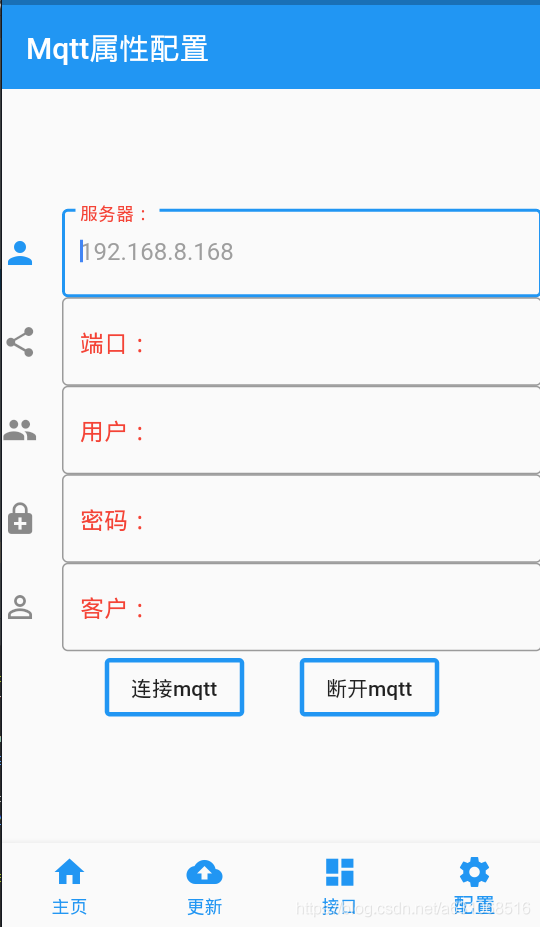 Mqtt属性配置
服务器：
192.168.8.168
端口：
用户：
密码：
客户：
连接mqtt 断开mqtt
主页 更新 接口 配置